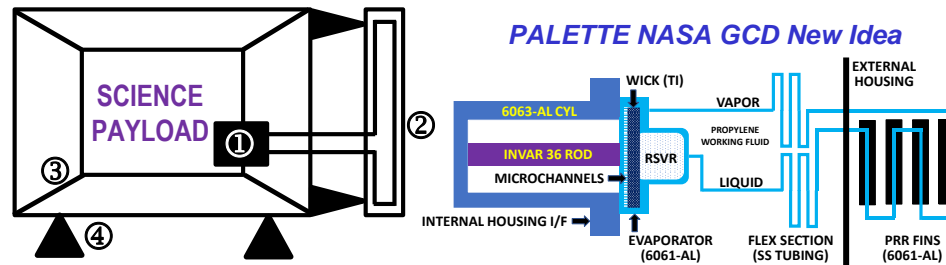 SCIENCE
PAYLOAD
①
②
③
④
PALETTE NASA GCD New Idea
EXTERNAL
HOUSING
WICK (TI)
VAPOR
6063-AL CYL
PROPYLENE
WORKING FLUID
INVAR 36 ROD
RSVR
MICROCHANNELS
LIQUID
INTERNAL HOUSING I/F
EVAPORATOR
(6061-AL)
FLEX SECTION
(SS TUBING)
PRR FINS
(6061-AL)